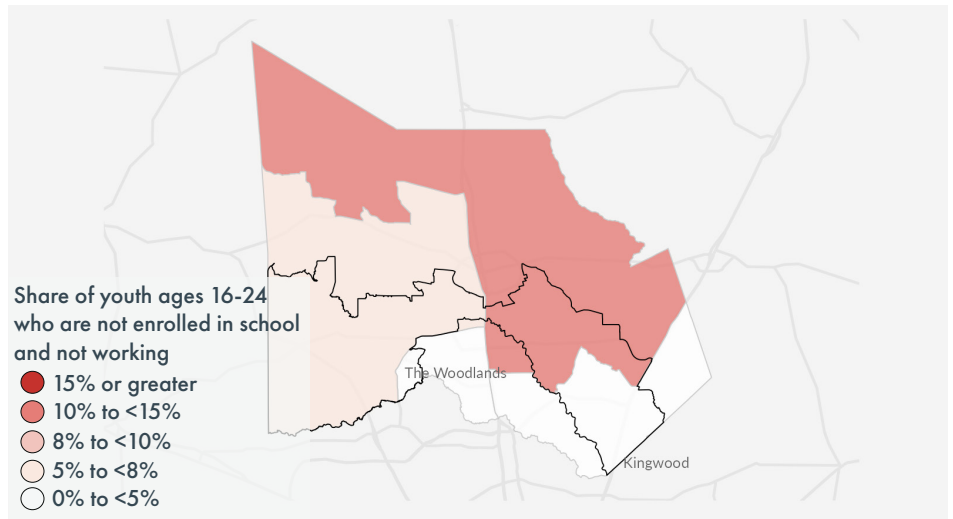 Share of youth ages 16-24
who are not enrolled in school
and not working
15% or greater
10% to <15%
8% to <10%
5% to <8%
0% to <5%
The Woodlands
Kingwood